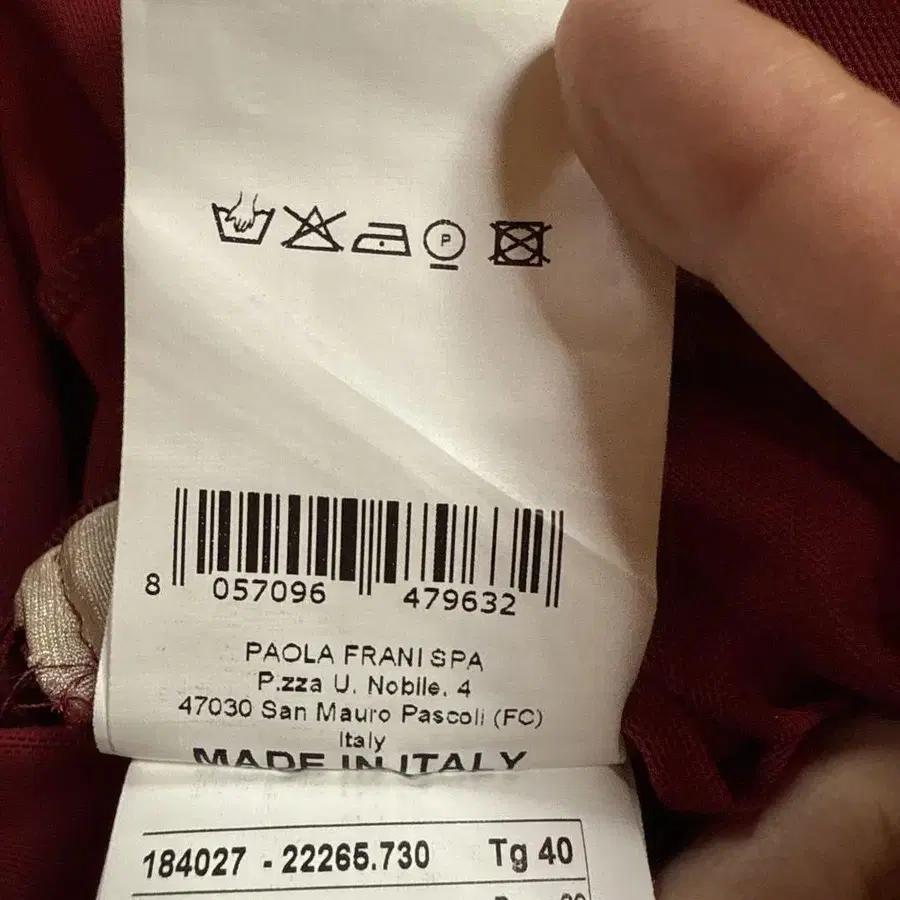 P
8 057096 479632
PAOLA FRANI SPA
P.zza U. Nobile, 4
47030 San Mauro Pascoli (FC)
Italy
MADE IN ITALY
184027 - 22265.730 Tg 40